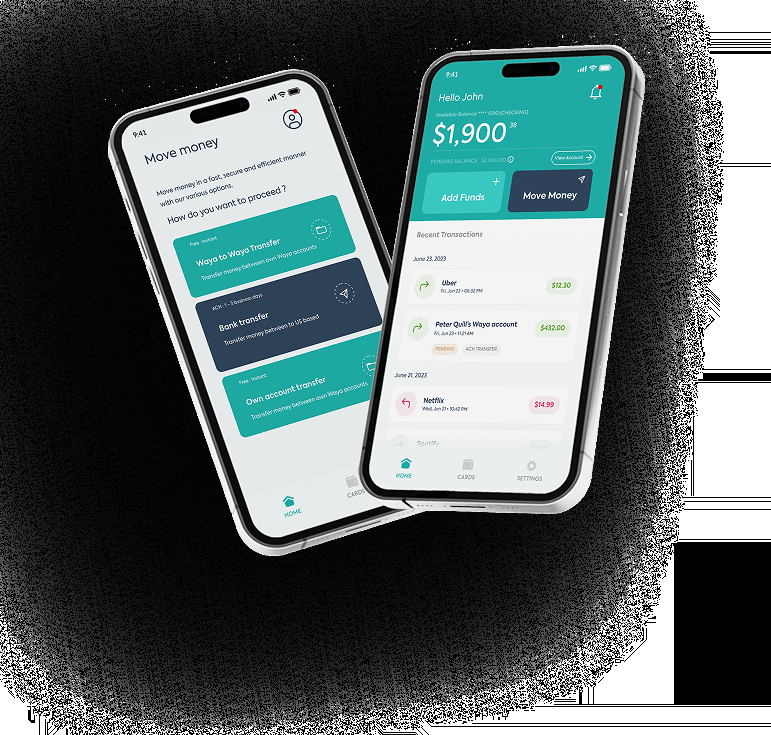 9:41
Move money
Move money in a fast, secure and efficient manner
with our various options.
How do you want to proceed ?
Free · Instant
Waya to Waya Transfer
Transfer money between own Waya accounts
ACH · 1 - 3 business days
Bank transfer
Transfer money between to US based
Free · Instant
Own account transfer
Transfer money between own Waya accounts
HOME
CARDS
9:41
Hello John
Available Balance **** 1290 (CHECKING)
$1,900 38
PENDING BALANCE $2,900.00
View Account
Add Funds
Move Money
Recent Transactions
June 23, 2023
Uber
Fri, Jun 23 • 06:32 PM
$12.30
Peter Quill's Waya account
Fri, Jun 23 • 11:21 AM
$432.00
PENDING
ACH TRANSFER
June 21, 2023
Netflix
Wed, Jun 21 • 10:42 PM
$14.99
Spotify
HOME
CARDS
SETTINGS